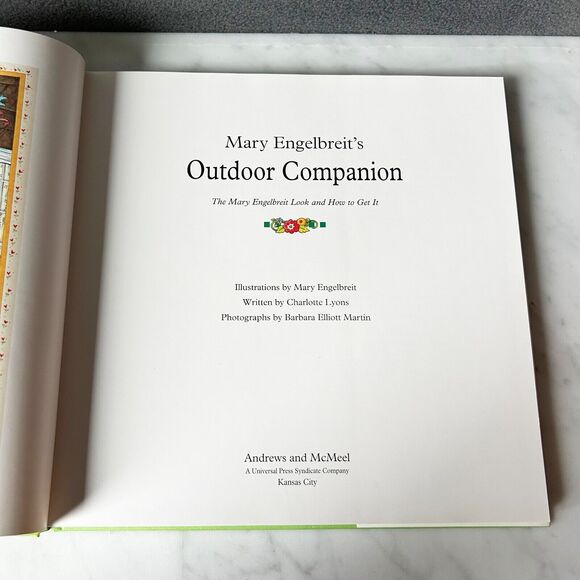 Mary Engelbreit's
Outdoor Companion
The Mary Engelbreit Look and How to Get It
Illustrations by Mary Engelbreit
Written by Charlotte Lyons
Photographs by Barbara Elliott Martin
Andrews and McMeel
A Universal Press Syndicate Company
Kansas City